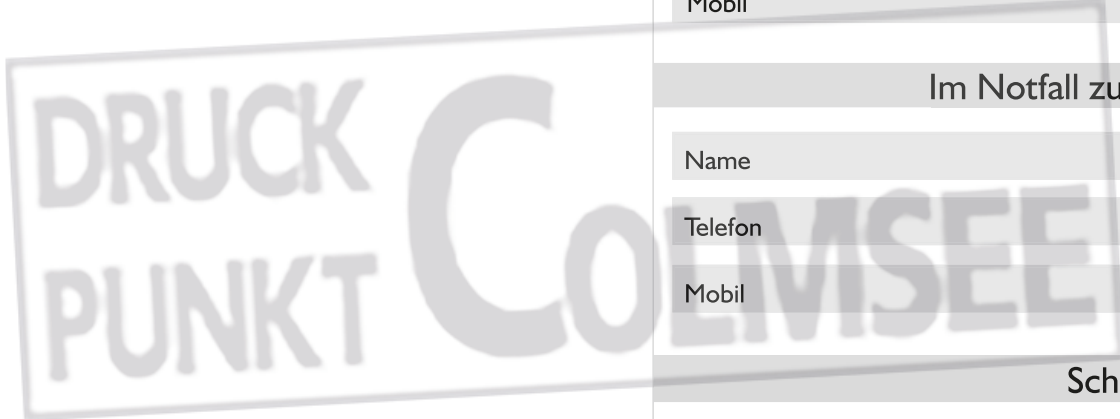 Mobil
Im Notfall zu
DRUCK
PUNKT
COLMSEE
Name
Telefon
Mobil
Sch